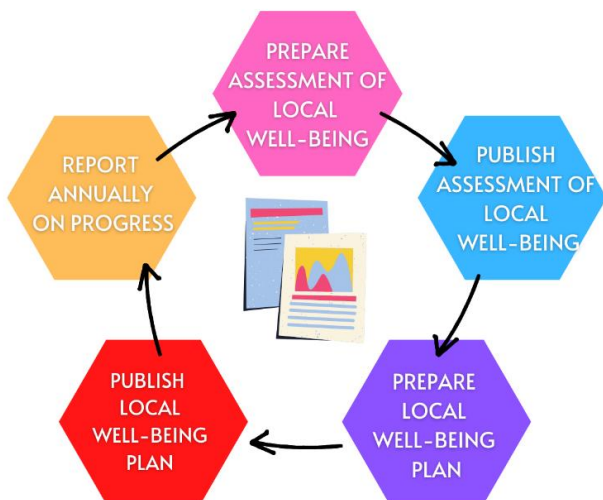 PREPARE
ASSESSMENT OF
LOCAL
WELL-BEING
PUBLISH
ASSESSMENT OF
LOCAL
WELL-BEING
PREPARE
LOCAL
WELL-BEING
PLAN
PUBLISH
LOCAL
WELL-BEING
PLAN
REPORT
ANNUALLY
ON PROGRESS